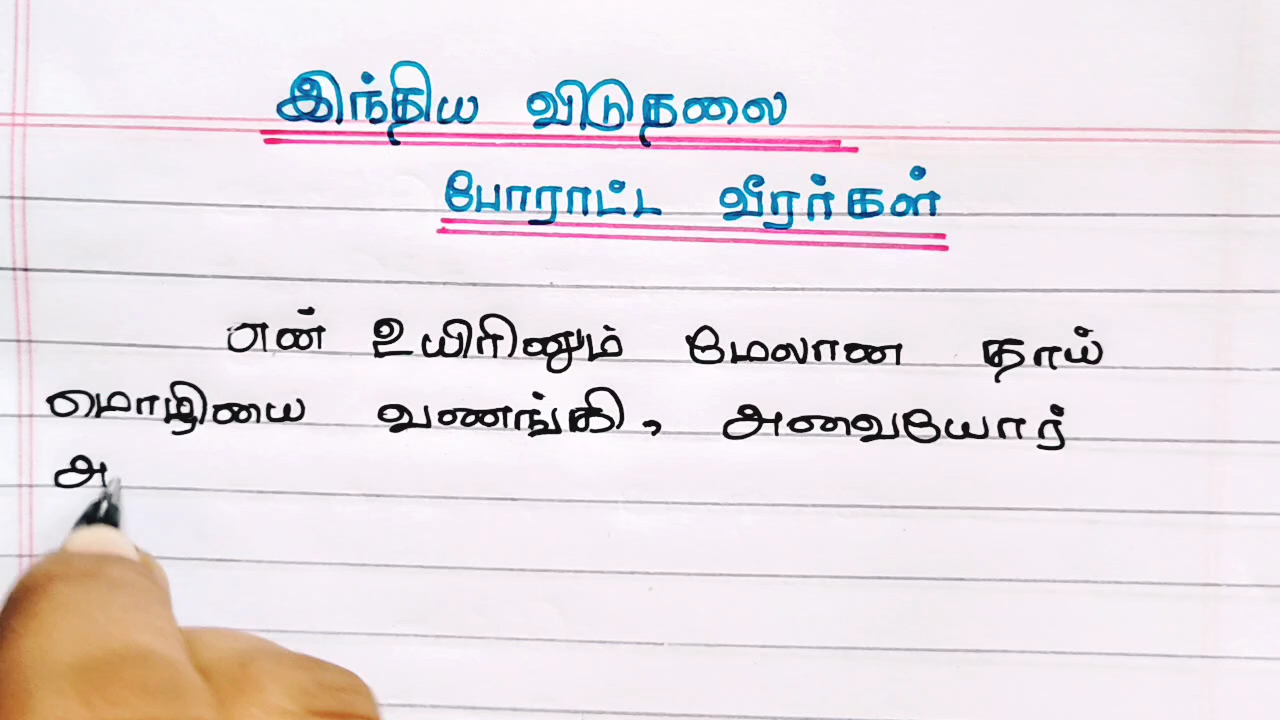 இந்திய விடுதலை
போராட்ட வீரர்கள்
என் உயிரினும் மேலான தாய்
மொழியை வணங்கி, அவையோர்
அ